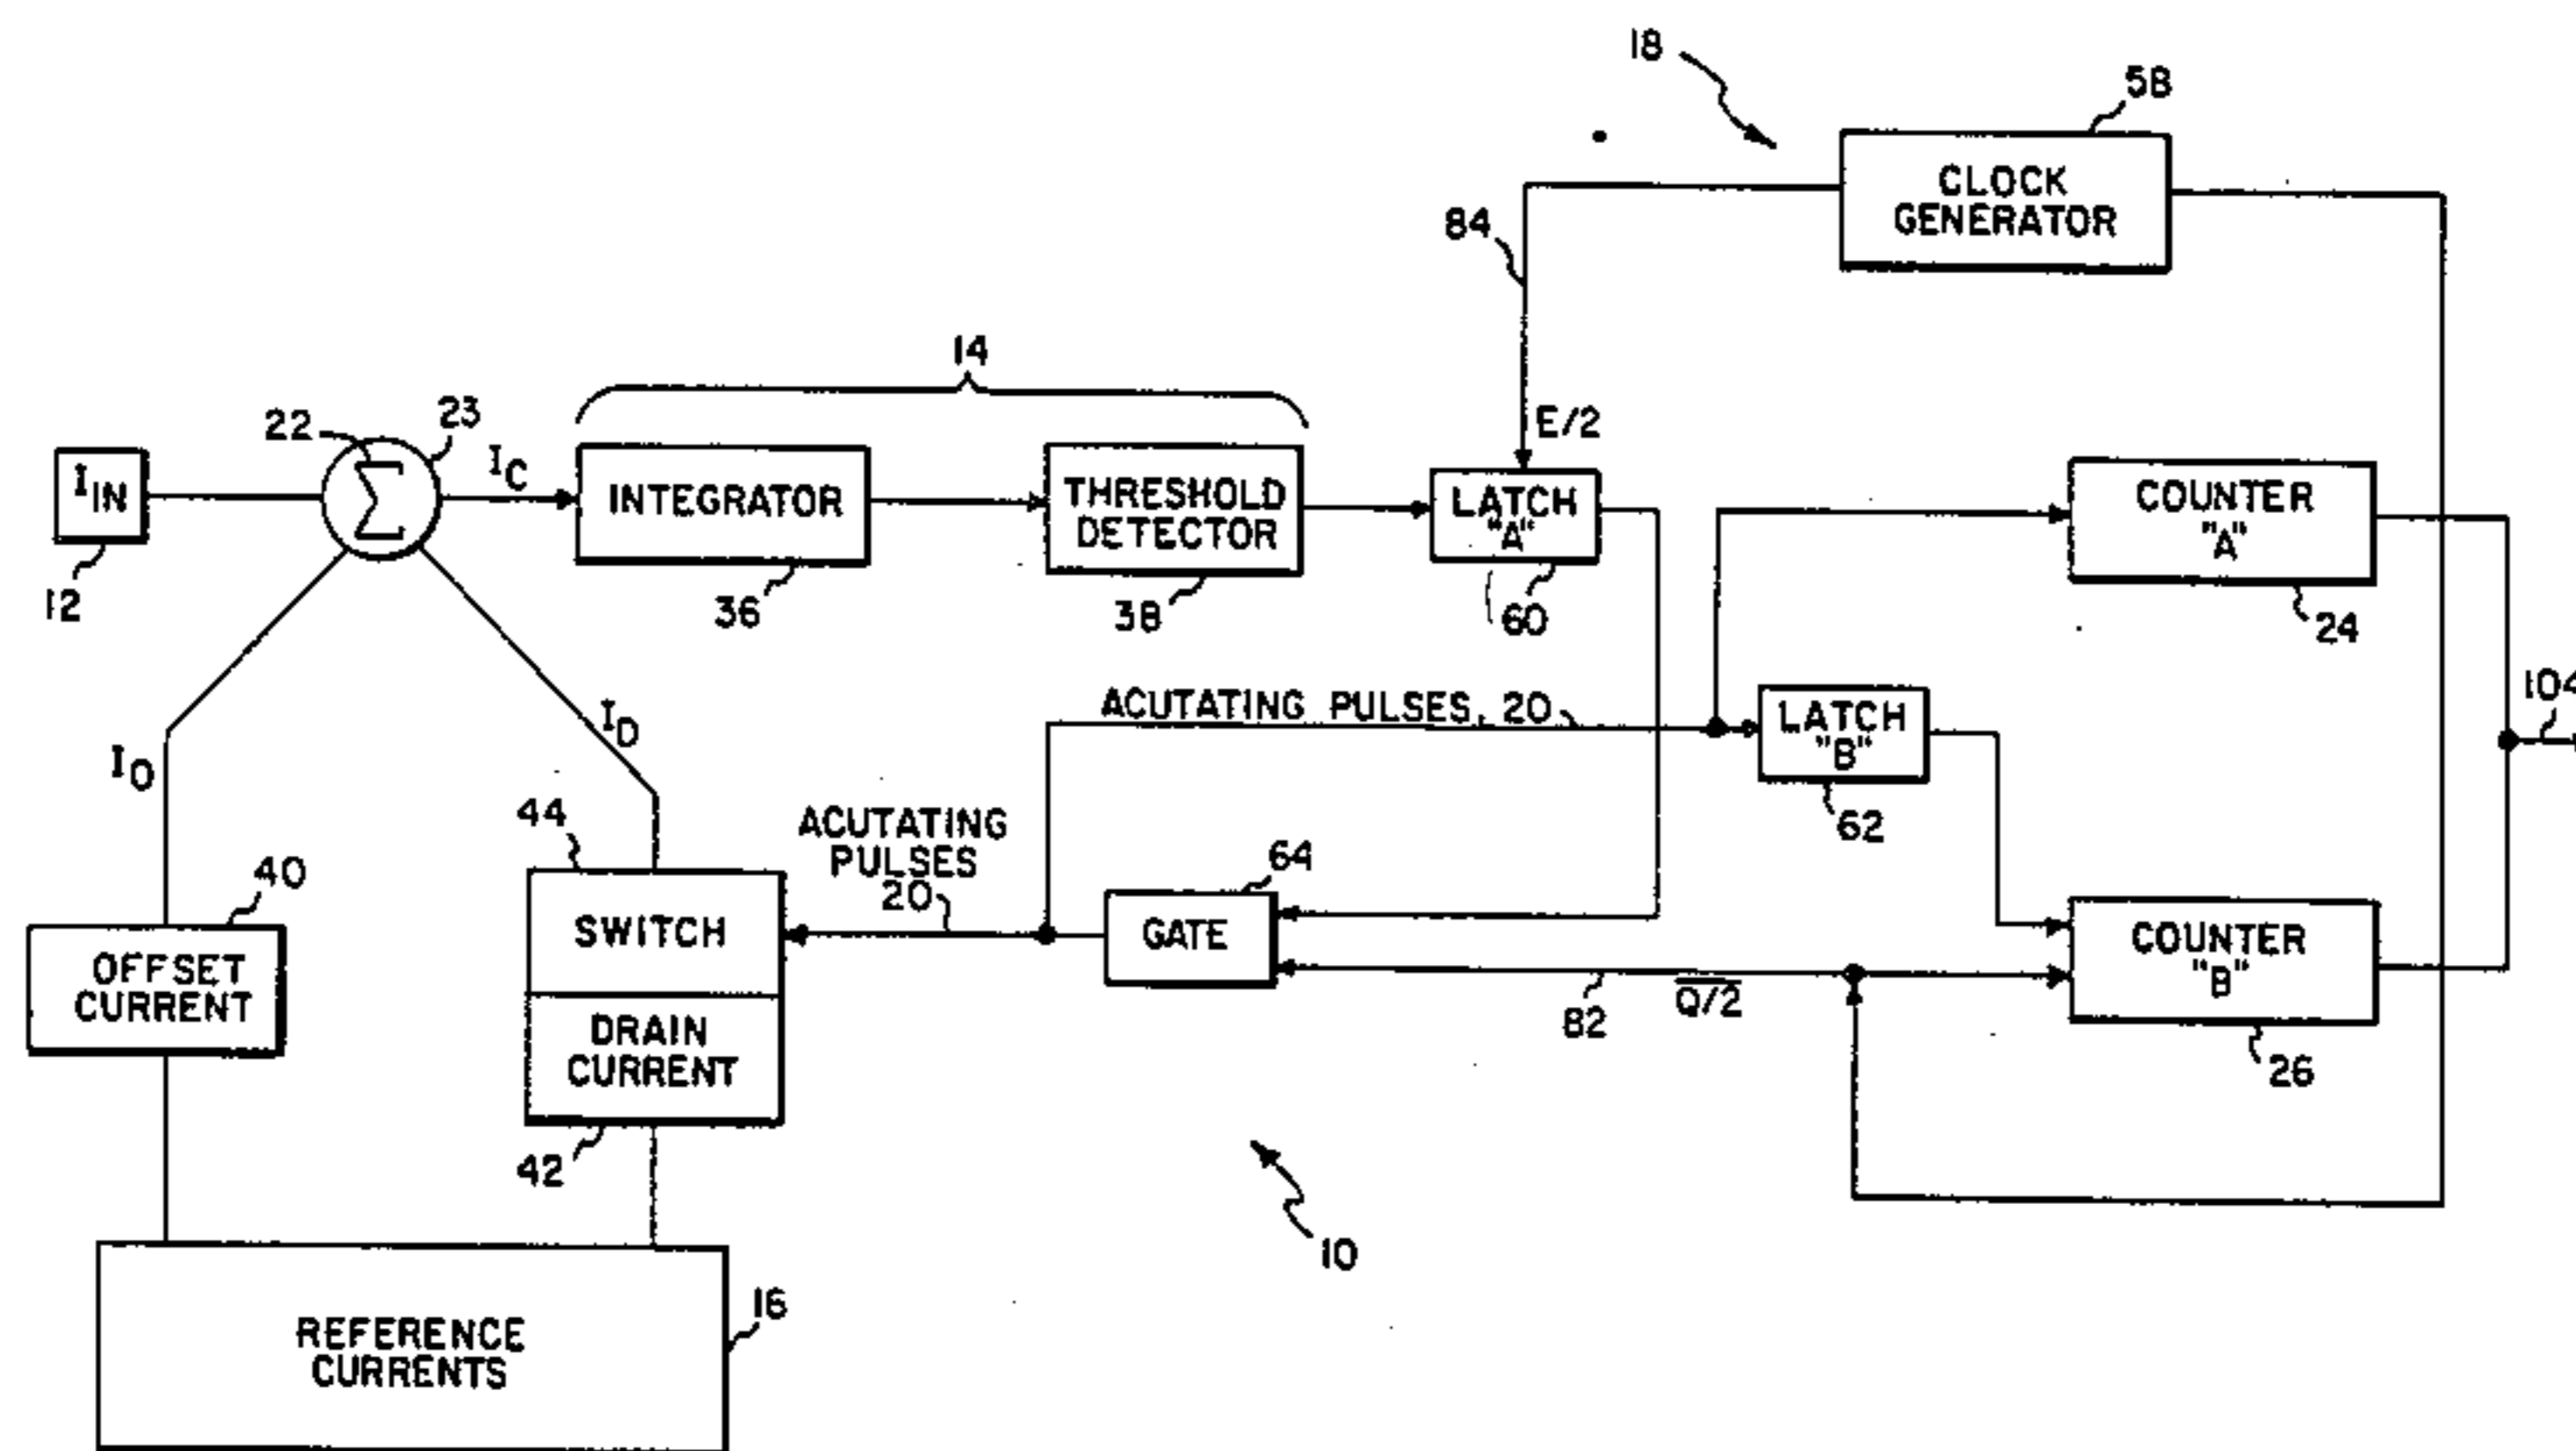 18
58
CLOCK
GENERATOR
84
14
E/2
22
23
I_C
I_IN
12
INTEGRATOR
36
THRESHOLD
DETECTOR
38
LATCH
"A"
60
COUNTER
"A"
24
ACUTATING PULSES, 20
LATCH
"B"
62
104
I_O
I_D
44
ACUTATING
PULSES
20
64
GATE
SWITCH
40
OFFSET
CURRENT
DRAIN
CURRENT
42
82
Q/2
COUNTER
"B"
26
10
16
REFERENCE
CURRENTS